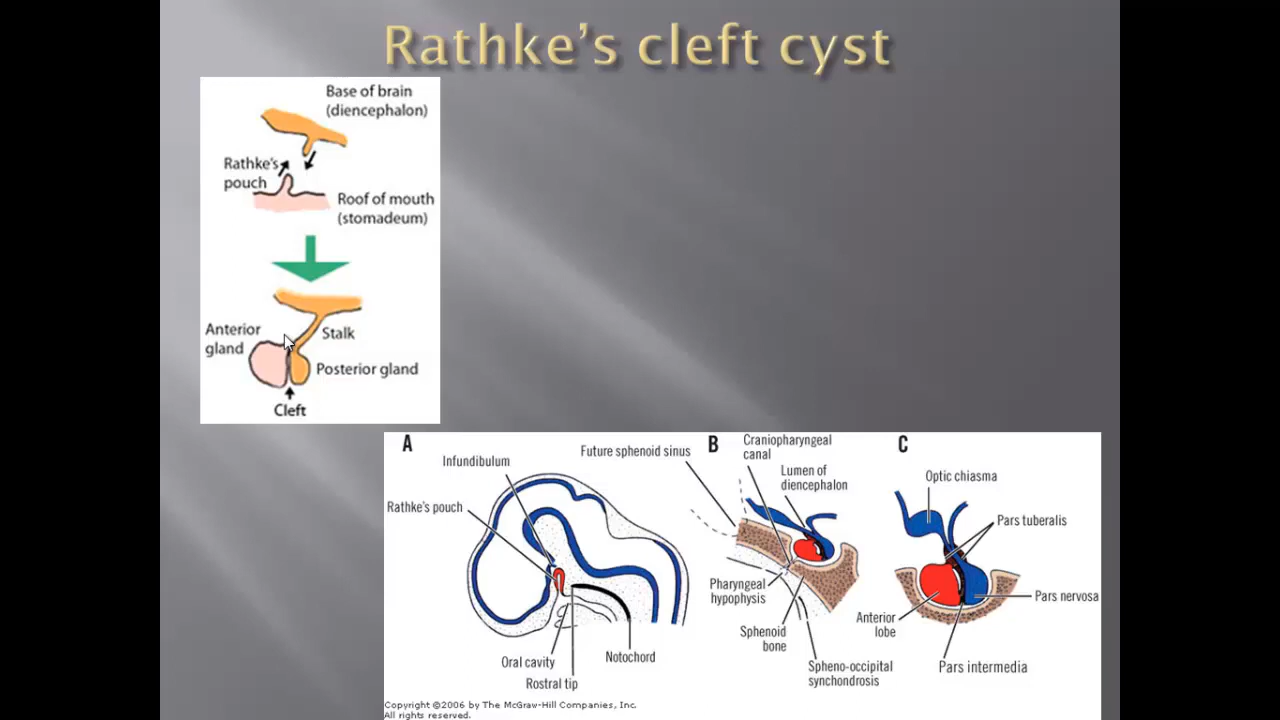 Rathke's cleft cyst
Base of brain
(diencephalon)
Rathke's
pouch
Roof of mouth
(stomadeum)
Anterior
gland
Stalk
Posterior gland
Cleft
A
Infundibulum
Rathke's pouch
Oral cavity
Rostral tip
Notochord
Future sphenoid sinus
B
Craniopharyngeal
canal
Lumen of
diencephalon
Pharyngeal
hypophysis
Sphenoid
bone
Spheno-occipital
synchondrosis
C
Optic chiasma
Pars tuberalis
Pars nervosa
Anterior
lobe
Pars intermedia
Copyright ©2006 by The McGraw-Hill Companies, Inc.
All rights reserved.